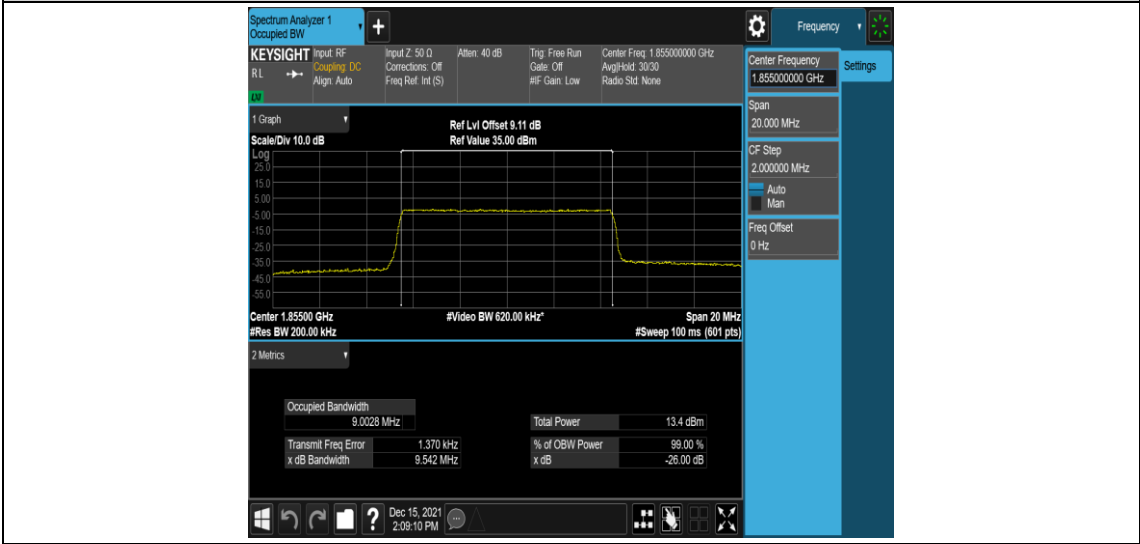 Spectrum Analyzer 1
Occupied BW
+
Frequency
KEYSIGHT
RL
Input: RF
Coupling: DC
Align: Auto
Input Z: 50 Ω
Corrections: Off
Freq Ref: Int (S)
Atten: 40 dB
Trig: Free Run
Gate: Off
#IF Gain: Low
Center Freq: 1.855000000 GHz
Avg|Hold: 30/30
Radio Std: None
LXI
Center Frequency
1.855000000 GHz
Settings
Span
20.000 MHz
CF Step
2.000000 MHz
Auto
Man
Freq Offset
0 Hz
1 Graph
Scale/Div 10.0 dB
Ref Lvl Offset 9.11 dB
Ref Value 35.00 dBm
Log
25.0
15.0
5.00
-5.00
-15.0
-25.0
-35.0
-45.0
-55.0
Center 1.85500 GHz
#Video BW 620.00 kHz*
Span 20 MHz
#Res BW 200.00 kHz
#Sweep 100 ms (601 pts)
2 Metrics
Occupied Bandwidth
9.0028 MHz
Total Power 13.4 dBm
Transmit Freq Error 1.370 kHz
% of OBW Power 99.00 %
x dB Bandwidth 9.542 MHz
x dB -26.00 dB
?
Dec 15, 2021
2:09:10 PM